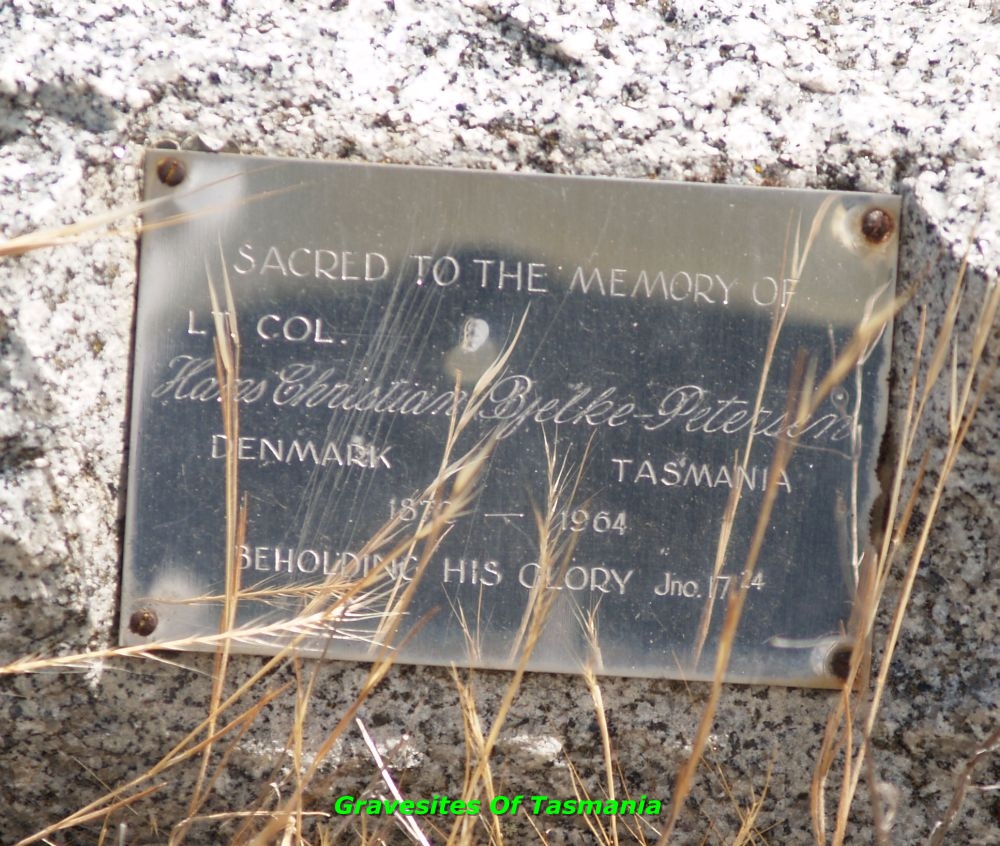 SACRED TO THE MEMORY OF
LT. COL.
Hans Christian Bjelke-Petersen
DENMARK TASMANIA
1872 — 1964
BEHOLDING HIS GLORY Jno. 17 24
Gravesites Of Tasmania